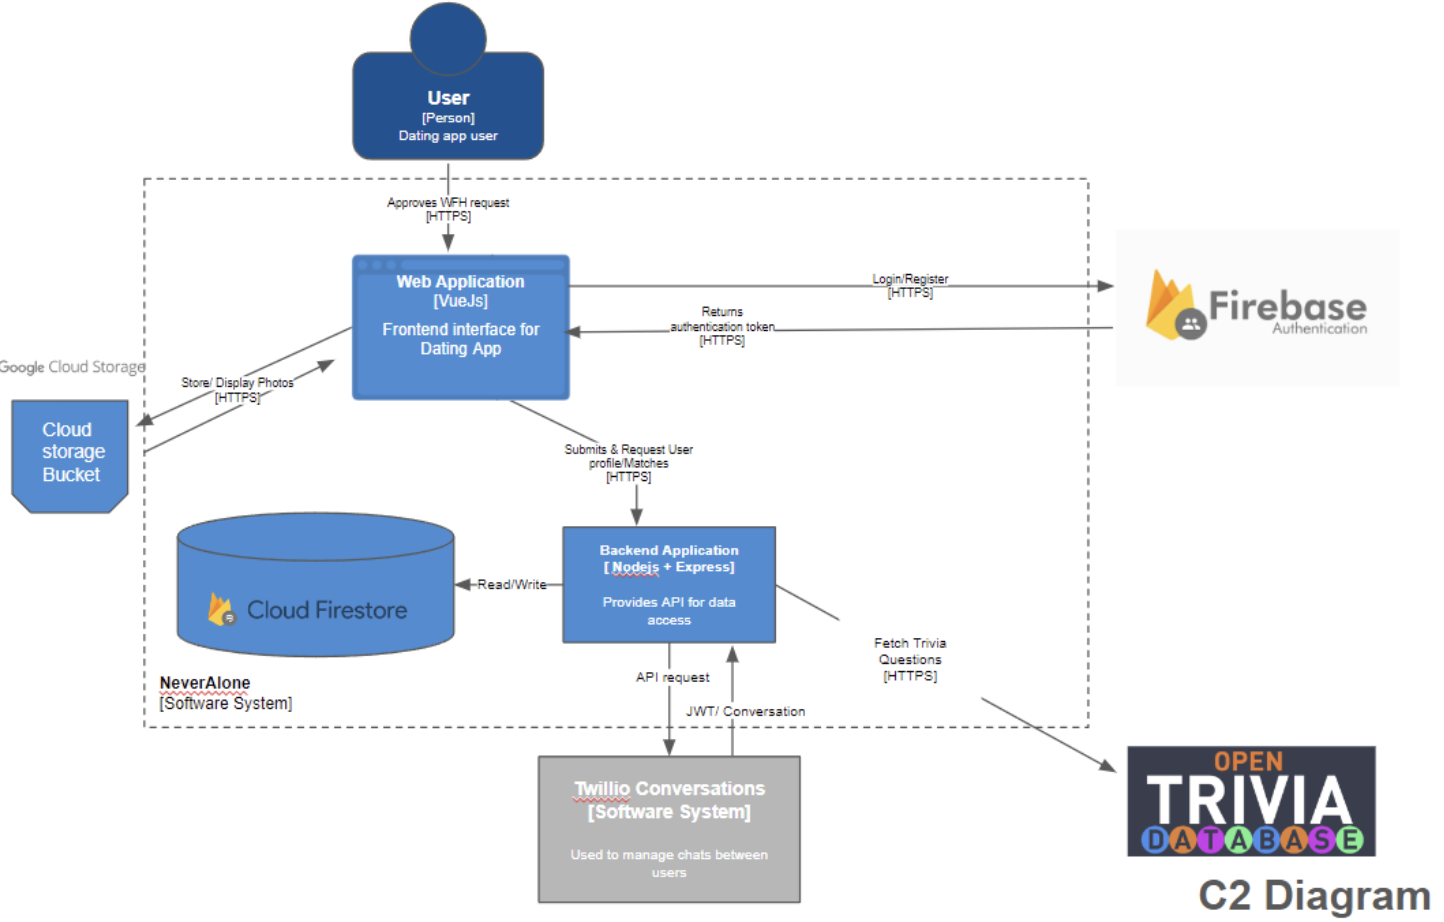 User
[Person]
Dating app user
Approves WFH request
[HTTPS]
Web Application
[VueJs]
Frontend interface for
Dating App
Login/Register
[HTTPS]
Returns
authentication token
[HTTPS]
Firebase
Authentication
Google Cloud Storage
Store/ Display Photos
[HTTPS]
Cloud
storage
Bucket
Submits & Request User
profile/Matches
[HTTPS]
Backend Application
[ Nodejs + Express]
Provides API for data
access
Read/Write
Cloud Firestore
Fetch Trivia
Questions
[HTTPS]
NeverAlone
[Software System]
API request
JWT/ Conversation
Twillio Conversations
[Software System]
Used to manage chats between
users
OPEN
TRIVIA
DATABASE
C2 Diagram